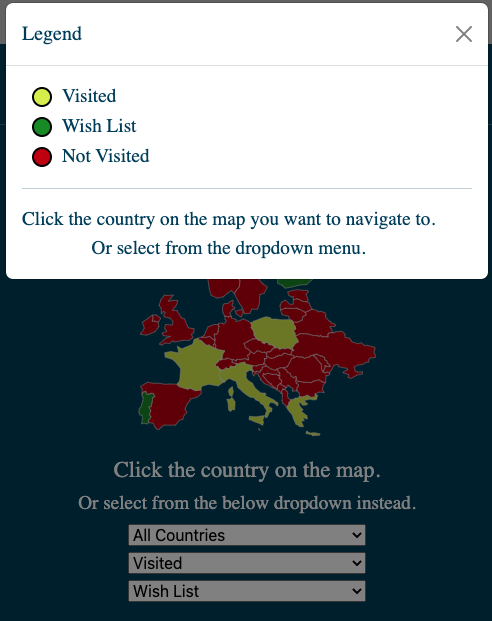 Legend
Visited
Wish List
Not Visited
Click the country on the map you want to navigate to.
Or select from the dropdown menu.
Click the country on the map.
Or select from the below dropdown instead.
All Countries
Visited
Wish List